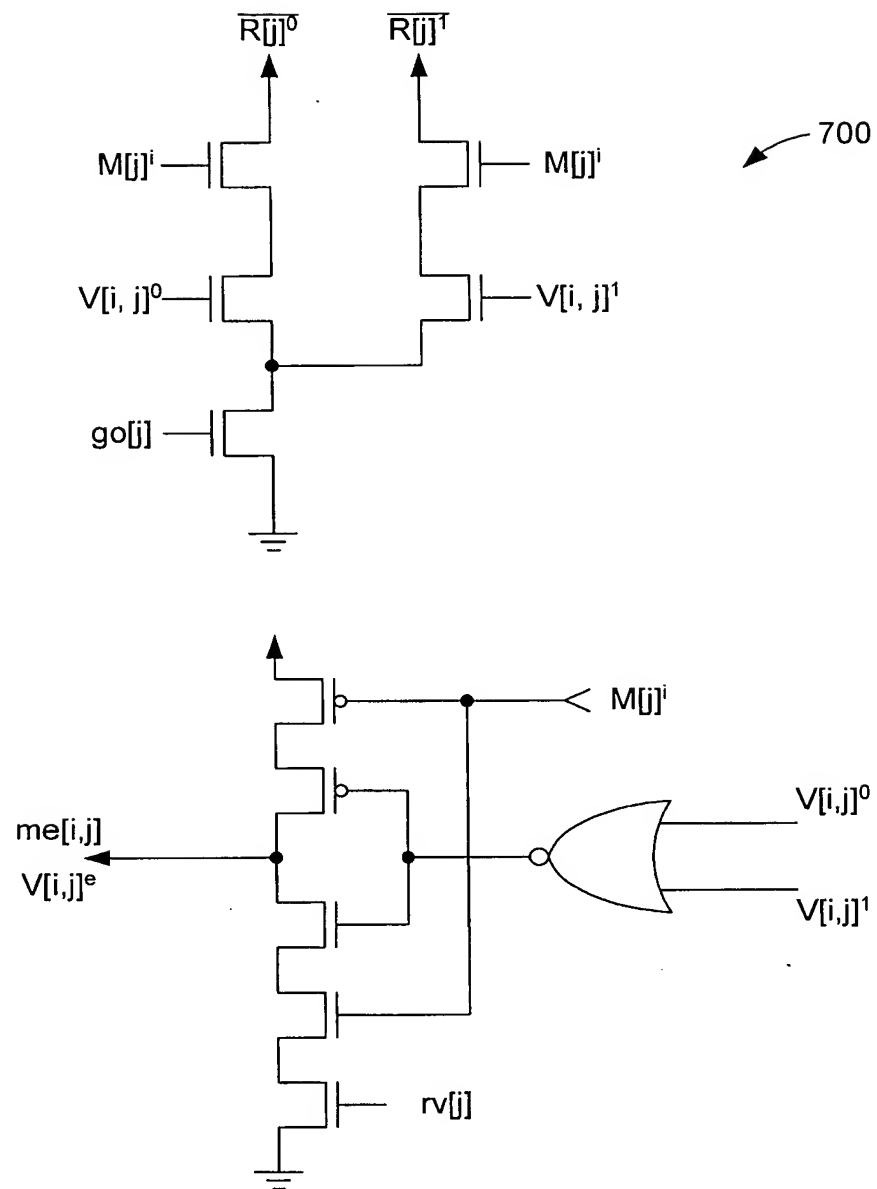 R[j]⁰ R[j]¹
700
M[j]ⁱ M[j]ⁱ
V[i, j]⁰ V[i, j]¹
go[j]
M[j]ⁱ
V[i,j]⁰
me[i,j]
V[i,j]ᵉ
V[i,j]¹
rv[j]